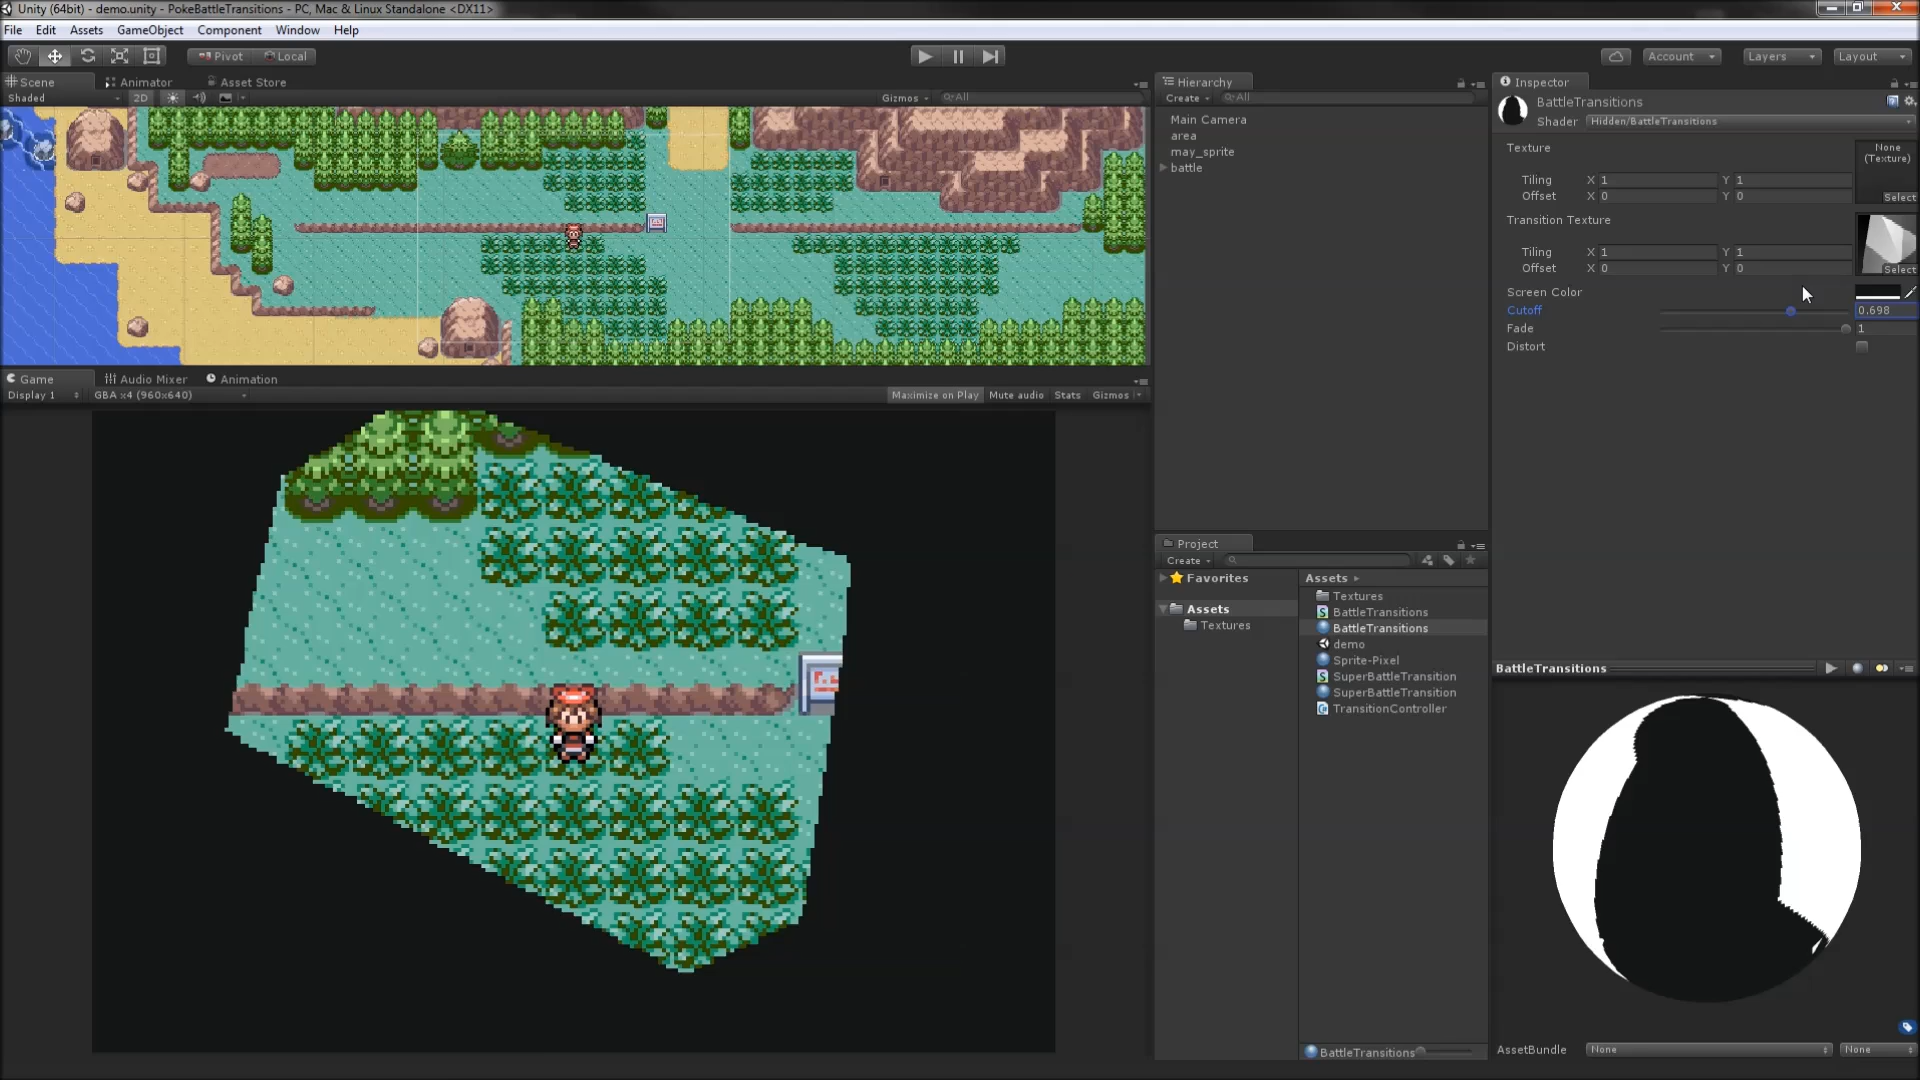 Unity (64bit) - demo.unity - PokeBattleTransitions - PC, Mac & Linux Standalone <DX11>
File Edit Assets GameObject Component Window Help
Pivot Local
Account Layers Layout
Scene Animator Asset Store
Shaded 2D Gizmos All
Game Audio Mixer Animation
Display 1 GBA x4 (960x640) Maximize on Play Mute audio Stats Gizmos
Hierarchy
Create All
Main Camera
area
may_sprite
battle
Project
Create
Favorites
Assets
Textures
Assets
Textures
BattleTransitions
BattleTransitions
demo
Sprite-Pixel
SuperBattleTransition
SuperBattleTransition
TransitionController
BattleTransitions
Inspector
BattleTransitions
Shader Hidden/BattleTransitions
Texture None
(Texture)
Tiling X 1 Y 1
Offset X 0 Y 0
Select
Transition Texture
Tiling X 1 Y 1
Offset X 0 Y 0
Select
Screen Color
Cutoff 0.698
Fade 1
Distort
BattleTransitions
AssetBundle None None